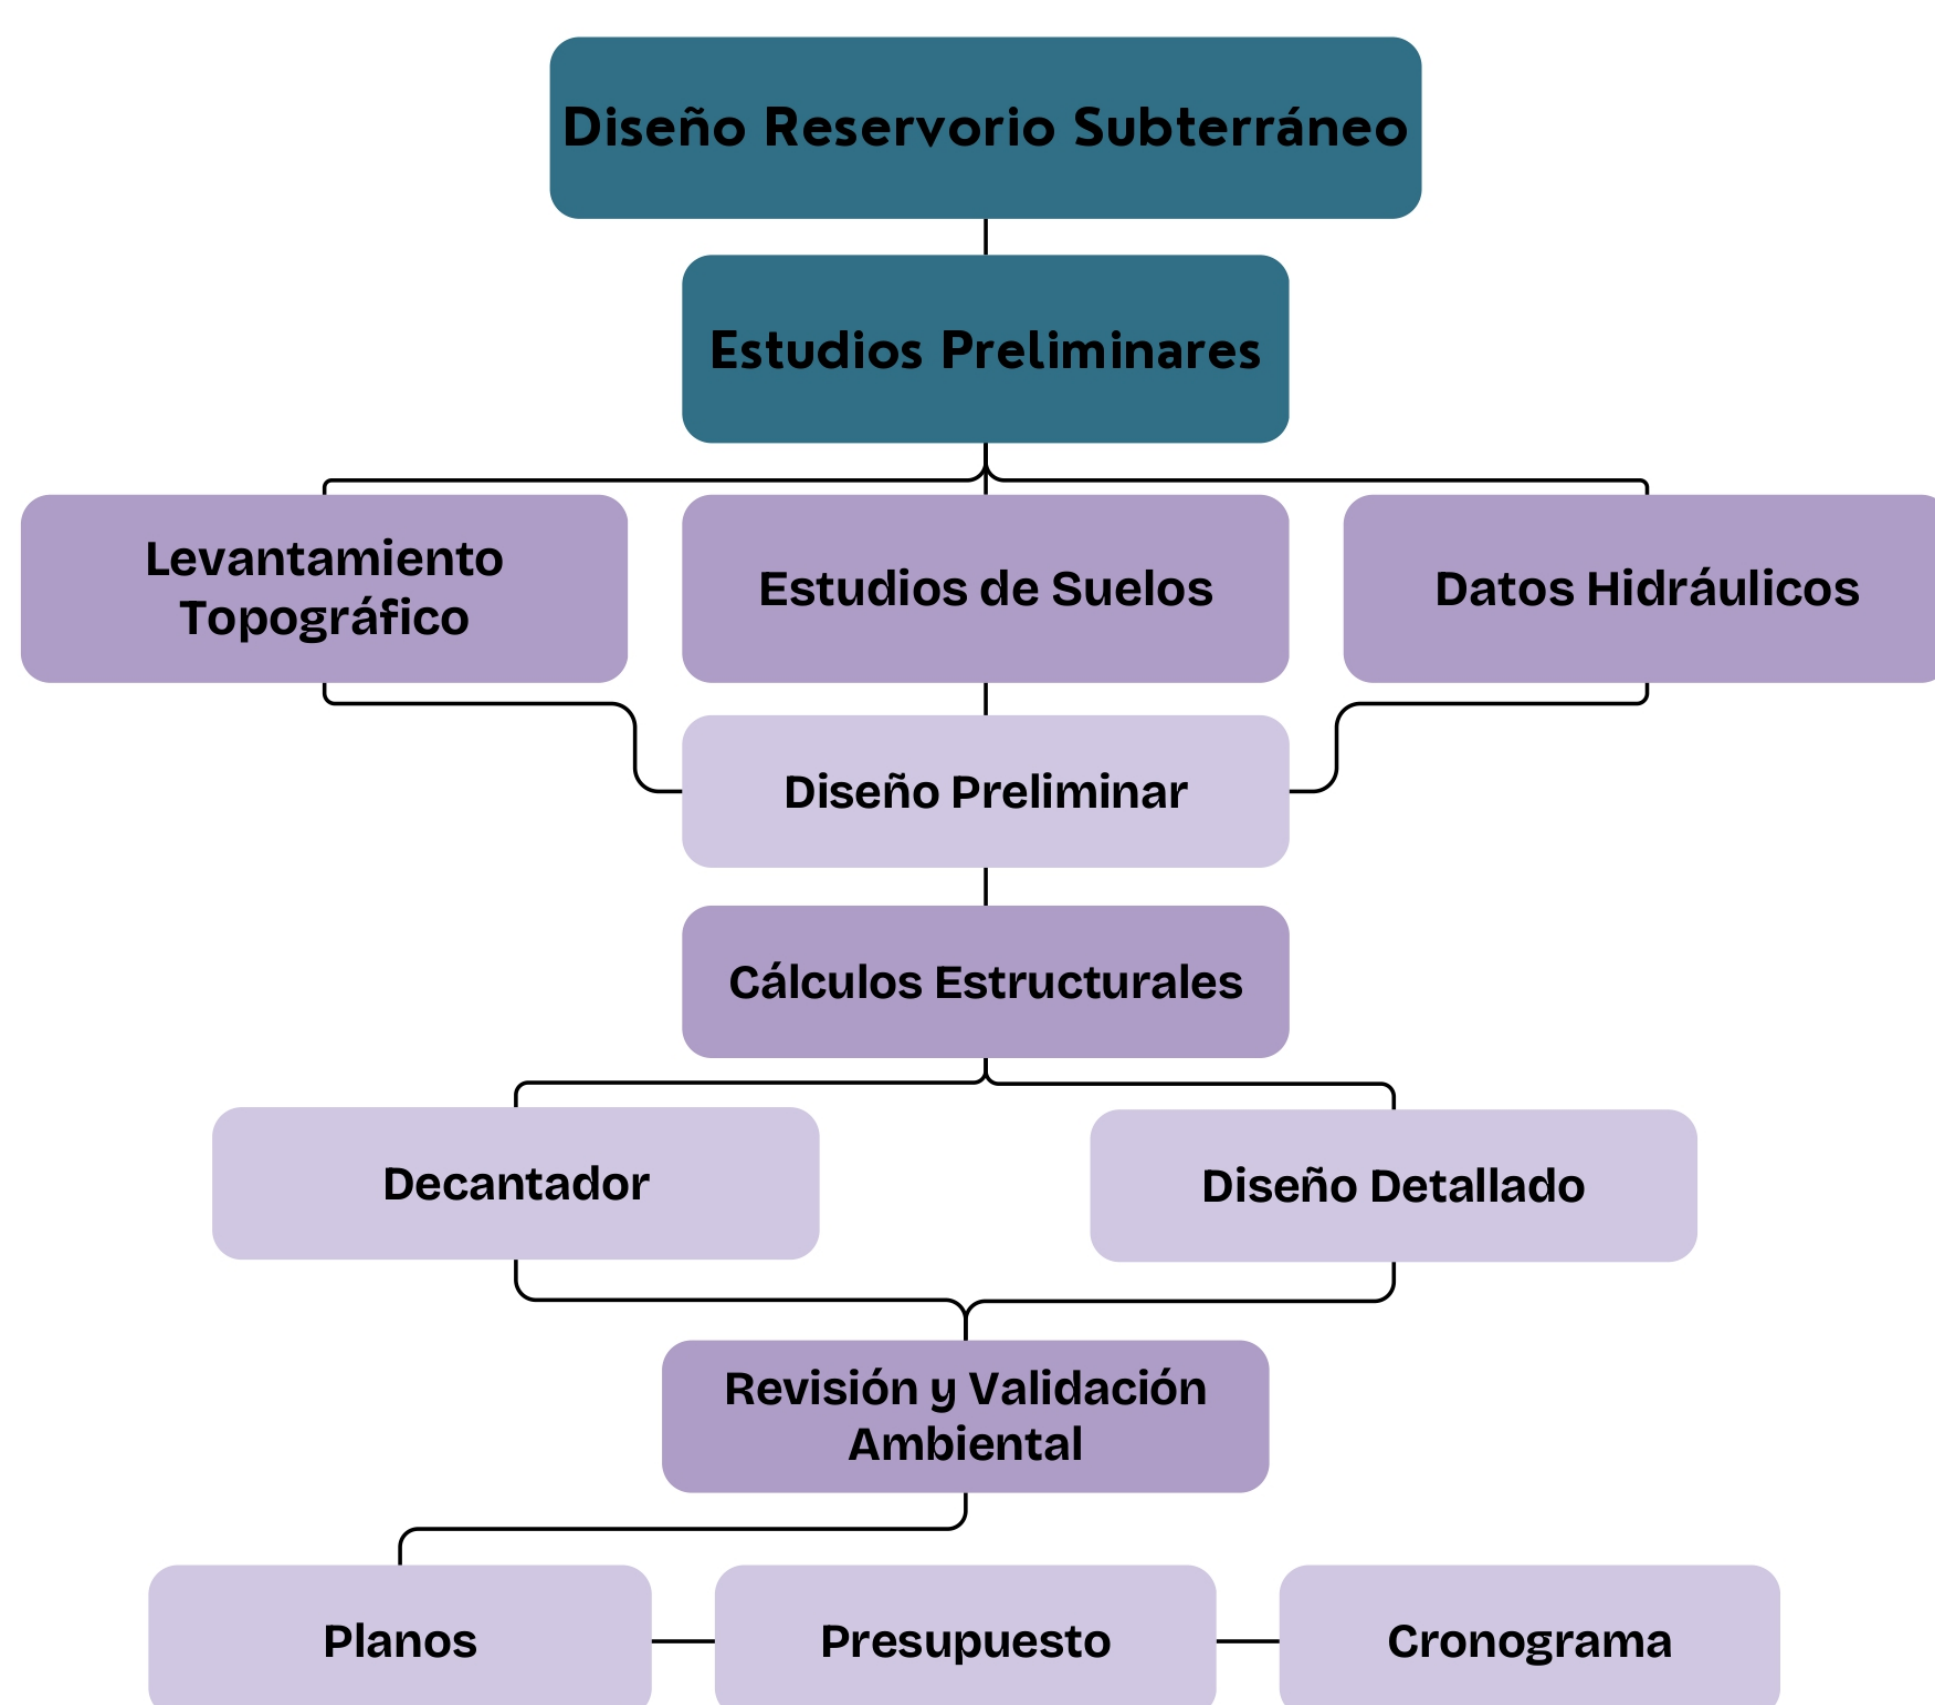 Diseño Reservorio Subterráneo
Estudios Preliminares
Levantamiento
Topográfico
Estudios de Suelos
Datos Hidráulicos
Diseño Preliminar
Cálculos Estructurales
Decantador
Diseño Detallado
Revisión y Validación
Ambiental
Planos
Presupuesto
Cronograma